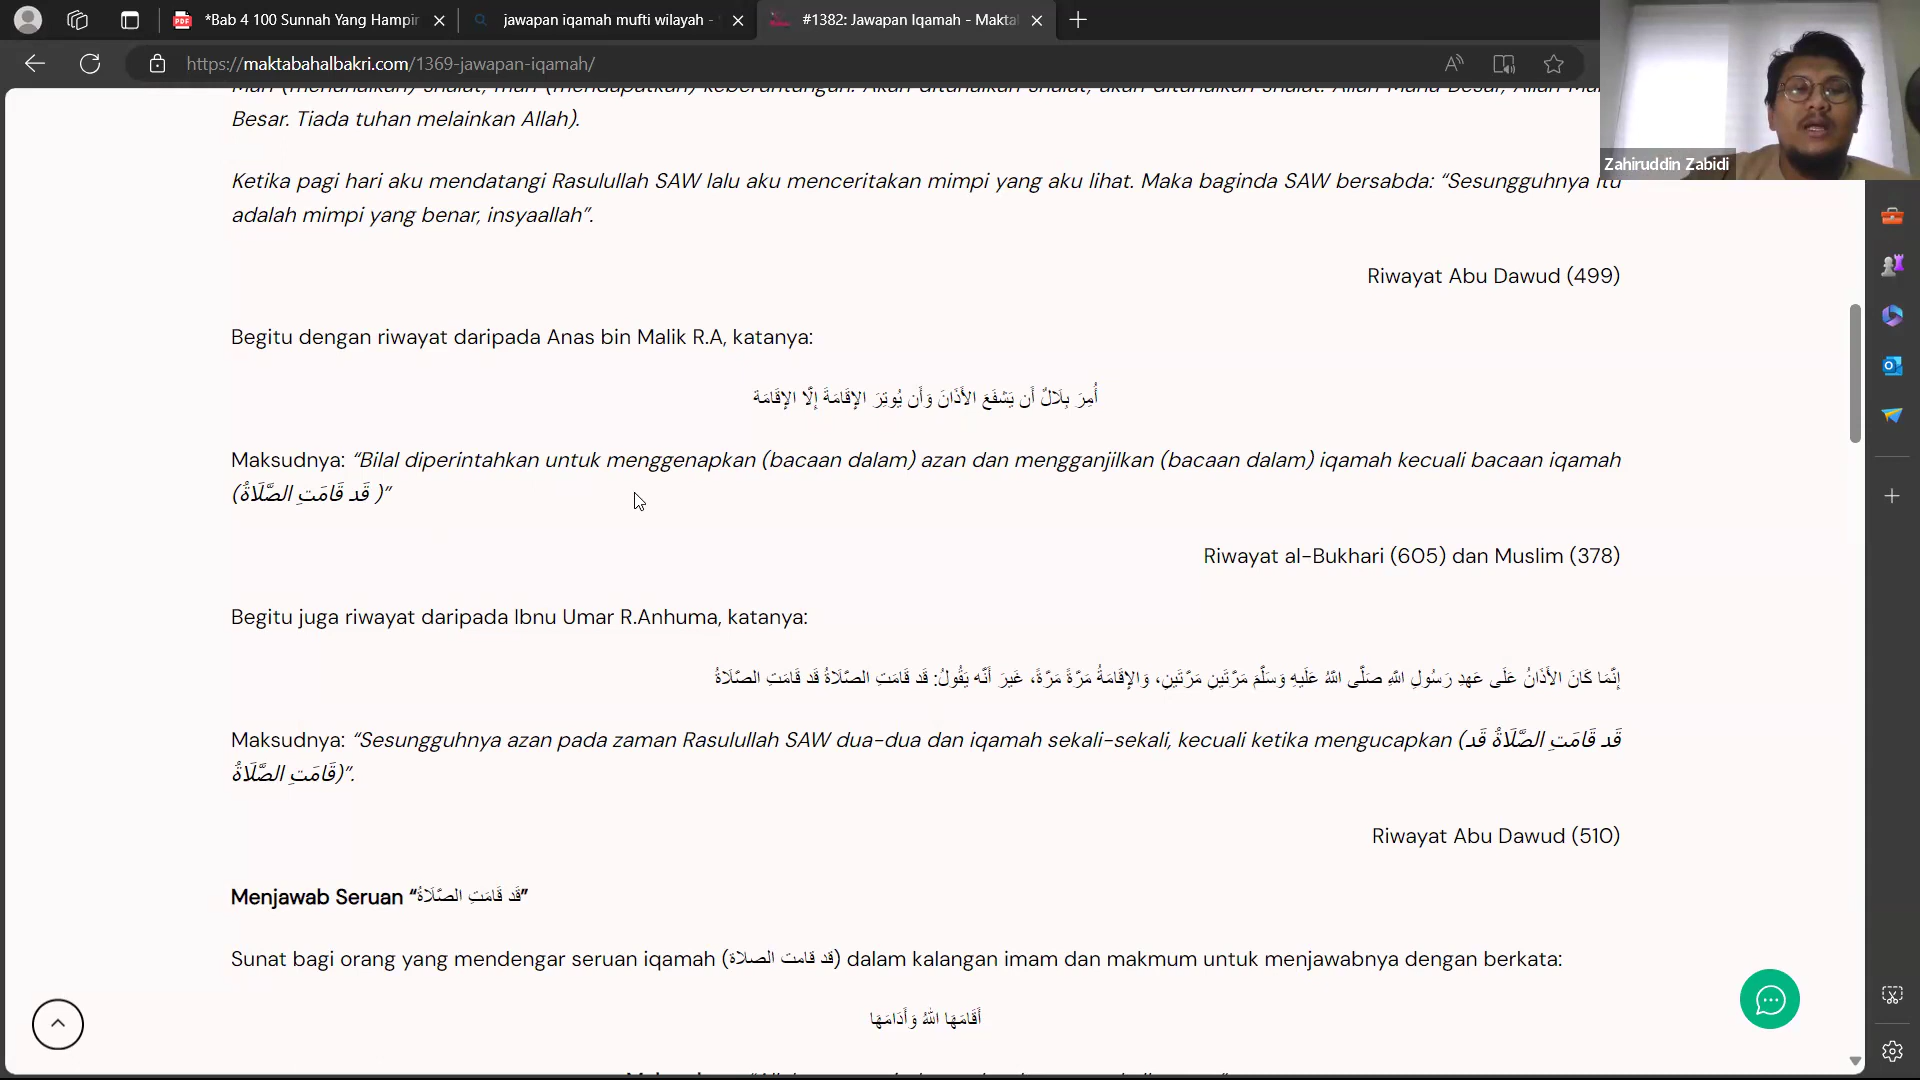 *Bab 4 100 Sunnah Yang Hampir
jawapan iqamah mufti wilayah -
#1382: Jawapan Iqamah - Makta
https://maktabahalbakri.com/1369-jawapan-iqamah/
Besar. Tiada tuhan melainkan Allah).
Ketika pagi hari aku mendatangi Rasulullah SAW lalu aku menceritakan mimpi yang aku lihat. Maka baginda SAW bersabda: “Sesungguhnya itu
adalah mimpi yang benar, insyaallah”.
Riwayat Abu Dawud (499)
Begitu dengan riwayat daripada Anas bin Malik R.A, katanya:
أُمِرَ بِلَالٌ أَن يَشفَعَ الأَذَانَ وَأَن يُوتِرَ الإقَامَةَ إِلَّا الإقَامَة
Maksudnya: “Bilal diperintahkan untuk menggenapkan (bacaan dalam) azan dan mengganjilkan (bacaan dalam) iqamah kecuali bacaan iqamah
(قَد قَامَتِ الصَّلَاةُ )”
Riwayat al-Bukhari (605) dan Muslim (378)
Begitu juga riwayat daripada Ibnu Umar R.Anhuma, katanya:
إِنَّمَا كَانَ الأَذَانُ عَلَى عَهدِ رَسُولِ اللهِ صَلَّى اللهُ عَلَيهِ وَسَلَّمَ مَرَّتَينِ مَرَّتَينِ، وَالإِقَامَةُ مَرَّةً مَرَّةً، غَيرَ أَنَّه يَقُولُ: قَد قَامَتِ الصَّلَاةُ قَد قَامَتِ الصَّلَاةُ
Maksudnya: “Sesungguhnya azan pada zaman Rasulullah SAW dua-dua dan iqamah sekali-sekali, kecuali ketika mengucapkan (قَد قَامَتِ الصَّلَاةُ قَد
قَامَتِ الصَّلَاةُ)”.
Riwayat Abu Dawud (510)
Menjawab Seruan “قَد قَامَتِ الصَّلَاةُ”
Sunat bagi orang yang mendengar seruan iqamah (قد قامت الصلاة) dalam kalangan imam dan makmum untuk menjawabnya dengan berkata:
أَقَامَهَا اللهُ وَأَدَامَهَا
Zahiruddin Zabidi